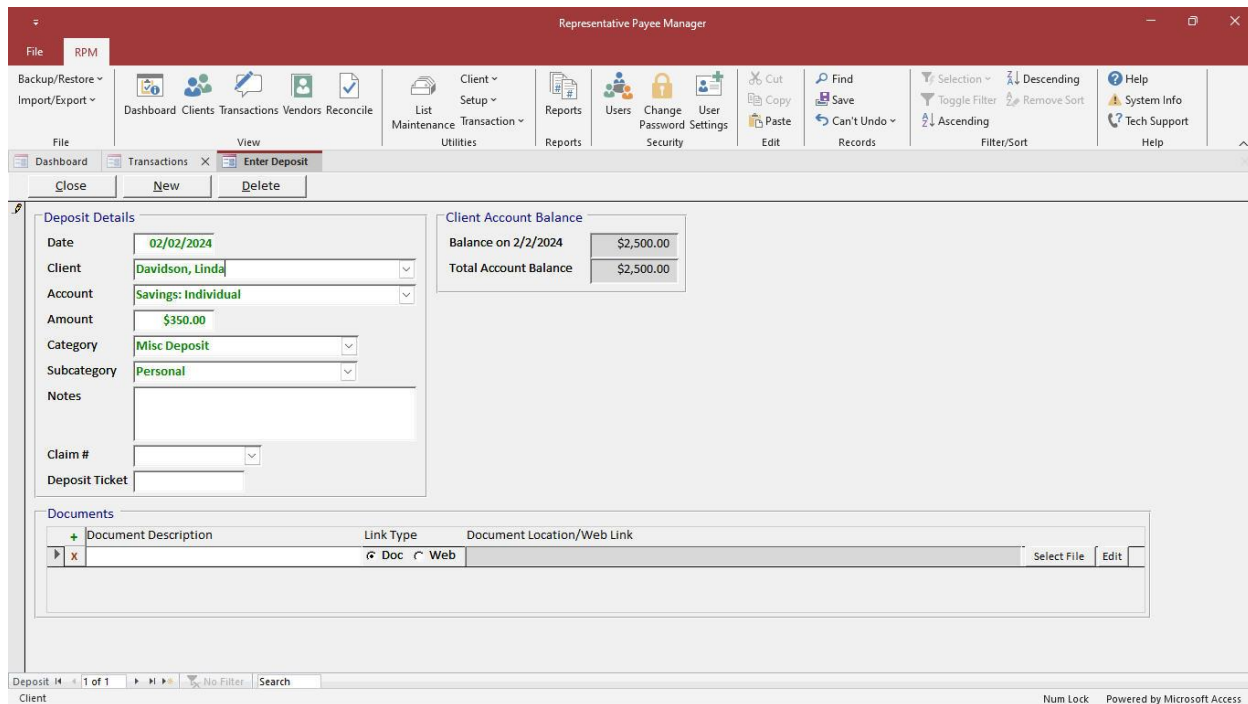 Representative Payee Manager
File RPM
Backup/Restore
Import/Export
File
Dashboard Clients Transactions Vendors Reconcile
View
List Maintenance
Client
Setup
Transaction
Utilities
Reports
Reports
Users Change Password User Settings
Security
Cut
Copy
Paste
Edit
Find
Save
Can't Undo
Records
Selection Descending
Toggle Filter Remove Sort
Ascending
Filter/Sort
Help
System Info
Tech Support
Help
Dashboard Transactions X Enter Deposit
Close New Delete
Deposit Details
Date 02/02/2024
Client Davidson, Linda
Account Savings: Individual
Amount $350.00
Category Misc Deposit
Subcategory Personal
Notes
Claim #
Deposit Ticket
Client Account Balance
Balance on 2/2/2024 $2,500.00
Total Account Balance $2,500.00
Documents
+ Document Description Link Type Document Location/Web Link
x Doc Web Select File Edit
Deposit 1 of 1 No Filter Search
Client Num Lock Powered by Microsoft Access